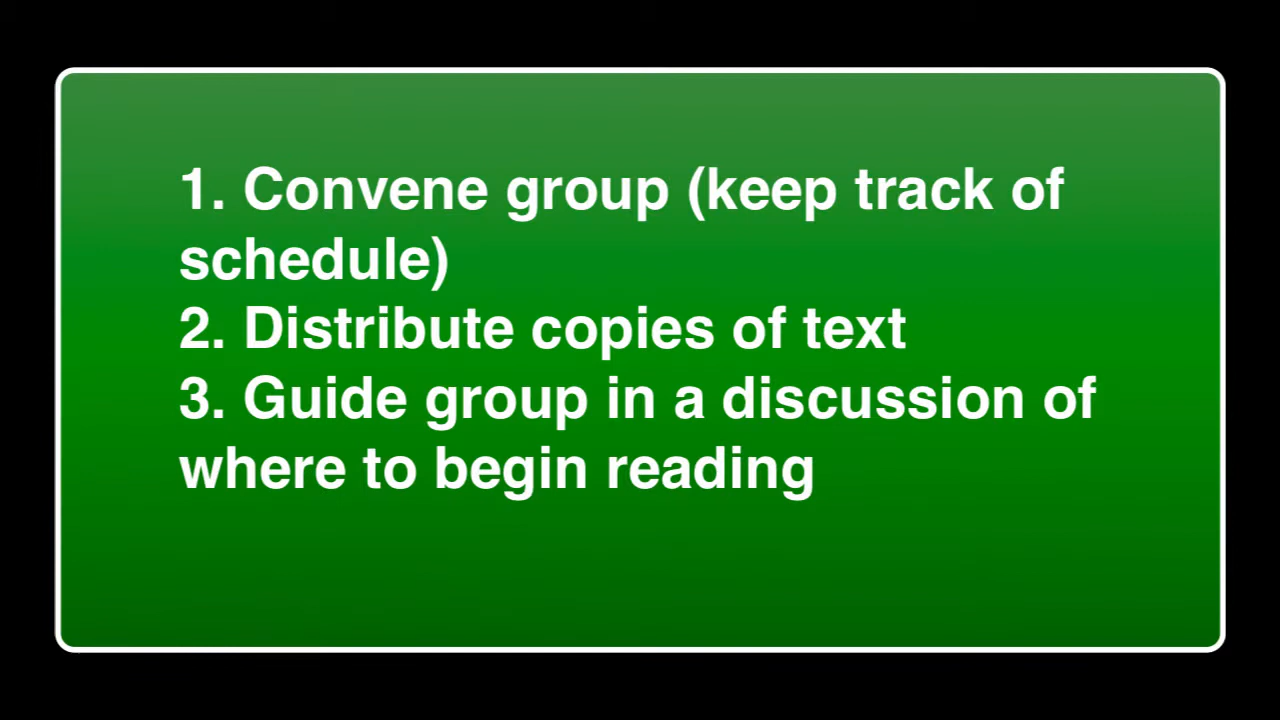 1. Convene group (keep track of
schedule)
2. Distribute copies of text
3. Guide group in a discussion of
where to begin reading